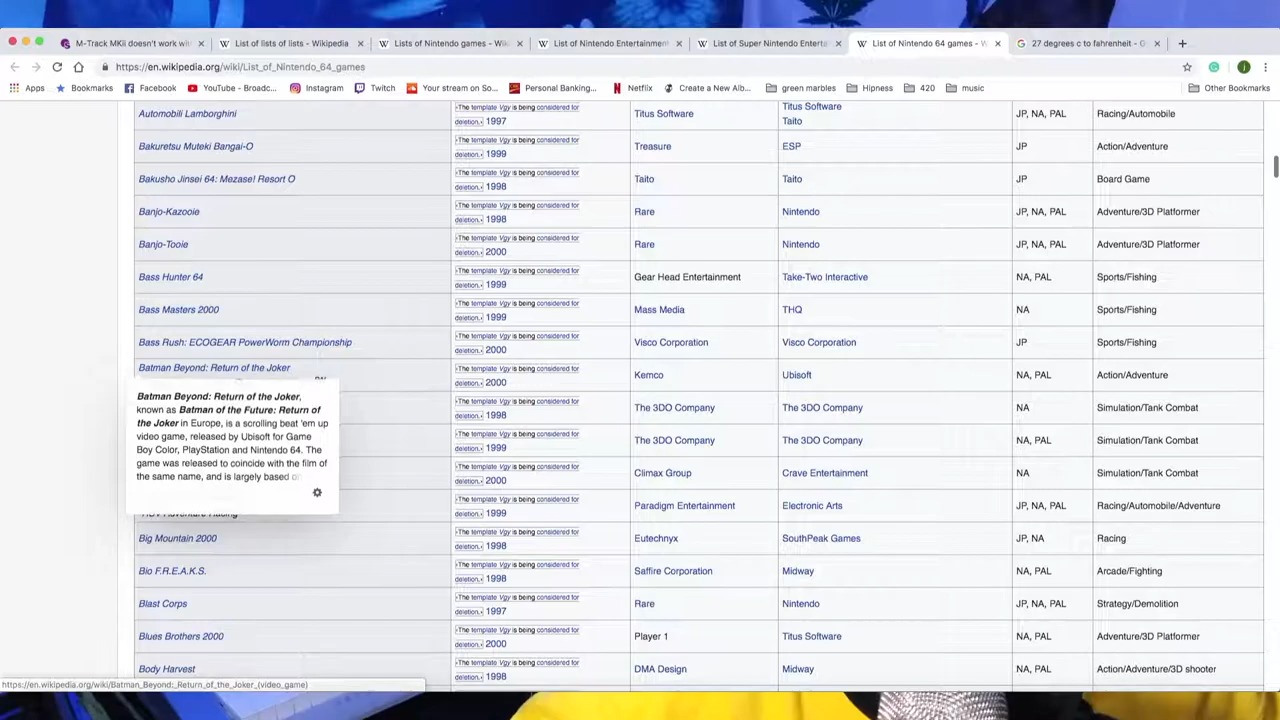 M-Track MKii doesn't work wi
List of lists of lists - Wikipedia
Lists of Nintendo games - Wiki
List of Nintendo Entertainmen
List of Super Nintendo Enterta
List of Nintendo 64 games - W
27 degrees c to fahrenheit - G
https://en.wikipedia.org/wiki/List_of_Nintendo_64_games
j
Apps Bookmarks Facebook YouTube - Broadc... Instagram Twitch Your stream on So... Personal Banking... Netflix Create a New Alb... green marbles Hipness 420 music Other Bookmarks
Automobili Lamborghini ‹The template Vgy is being considered for deletion.› 1997 Titus Software Titus Software Taito JP, NA, PAL Racing/Automobile
Bakuretsu Muteki Bangai-O ‹The template Vgy is being considered for deletion.› 1999 Treasure ESP JP Action/Adventure
Bakusho Jinsei 64: Mezase! Resort O ‹The template Vgy is being considered for deletion.› 1998 Taito Taito JP Board Game
Banjo-Kazooie ‹The template Vgy is being considered for deletion.› 1998 Rare Nintendo JP, NA, PAL Adventure/3D Platformer
Banjo-Tooie ‹The template Vgy is being considered for deletion.› 2000 Rare Nintendo JP, NA, PAL Adventure/3D Platformer
Bass Hunter 64 ‹The template Vgy is being considered for deletion.› 1999 Gear Head Entertainment Take-Two Interactive NA, PAL Sports/Fishing
Bass Masters 2000 ‹The template Vgy is being considered for deletion.› 1999 Mass Media THQ NA Sports/Fishing
Bass Rush: ECOGEAR PowerWorm Championship ‹The template Vgy is being considered for deletion.› 2000 Visco Corporation Visco Corporation JP Sports/Fishing
Batman Beyond: Return of the Joker ‹The template Vgy is being considered for deletion.› 2000 Kemco Ubisoft NA, PAL Action/Adventure
‹The template Vgy is being considered for deletion.› 1998 The 3DO Company The 3DO Company NA Simulation/Tank Combat
‹The template Vgy is being considered for deletion.› 1999 The 3DO Company The 3DO Company NA, PAL Simulation/Tank Combat
‹The template Vgy is being considered for deletion.› 2000 Climax Group Crave Entertainment NA Simulation/Tank Combat
‹The template Vgy is being considered for deletion.› 1999 Paradigm Entertainment Electronic Arts JP, NA, PAL Racing/Automobile/Adventure
Batman Beyond: Return of the Joker,
known as Batman of the Future: Return of
the Joker in Europe, is a scrolling beat 'em up
video game, released by Ubisoft for Game
Boy Color, PlayStation and Nintendo 64. The
game was released to coincide with the film of
the same name, and is largely based on
Big Mountain 2000 ‹The template Vgy is being considered for deletion.› 1998 Eutechnyx SouthPeak Games JP, NA Racing
Bio F.R.E.A.K.S. ‹The template Vgy is being considered for deletion.› 1998 Saffire Corporation Midway NA, PAL Arcade/Fighting
Blast Corps ‹The template Vgy is being considered for deletion.› 1997 Rare Nintendo JP, NA, PAL Strategy/Demolition
Blues Brothers 2000 ‹The template Vgy is being considered for deletion.› 2000 Player 1 Titus Software NA, PAL Adventure/3D Platformer
Body Harvest ‹The template Vgy is being considered for deletion.› 1998 DMA Design Midway NA, PAL Action/Adventure/3D shooter
https://en.wikipedia.org/wiki/Batman_Beyond:_Return_of_the_Joker_(video_game)